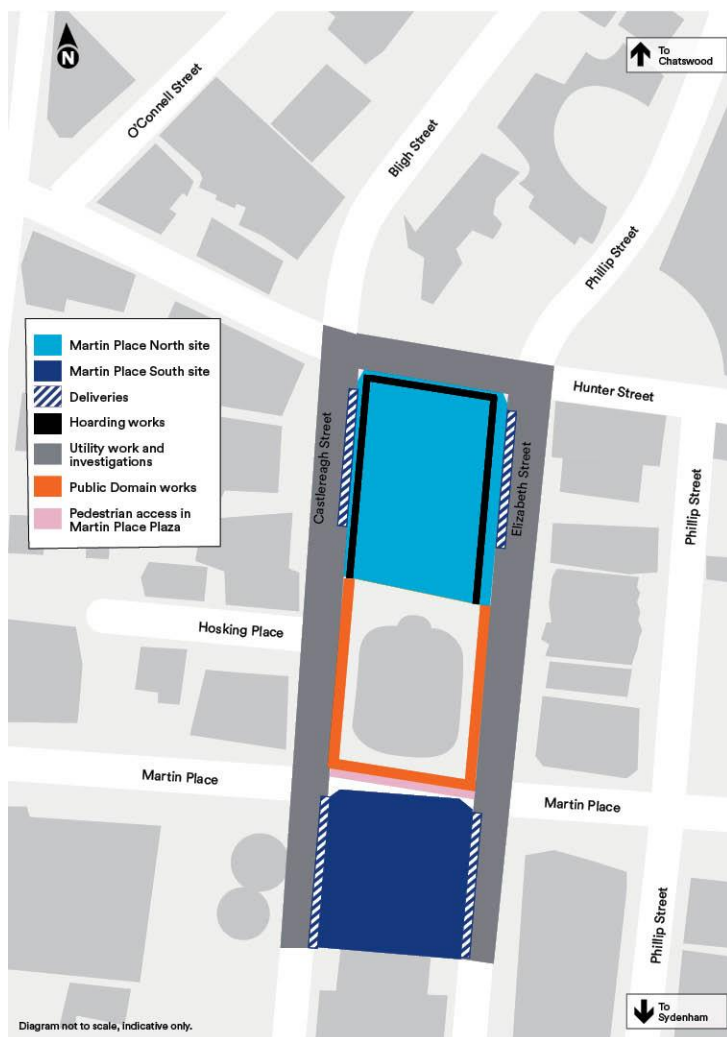 N
To
Chatswood
O'Connell Street
Bligh Street
Phillip Street
Martin Place North site
Martin Place South site
Deliveries
Hoarding works
Utility work and
investigations
Public Domain works
Pedestrian access in
Martin Place Plaza
Hunter Street
Castlereagh Street
Elizabeth Street
Phillip Street
Hosking Place
Martin Place
Martin Place
Phillip Street
To
Sydenham
Diagram not to scale, indicative only.